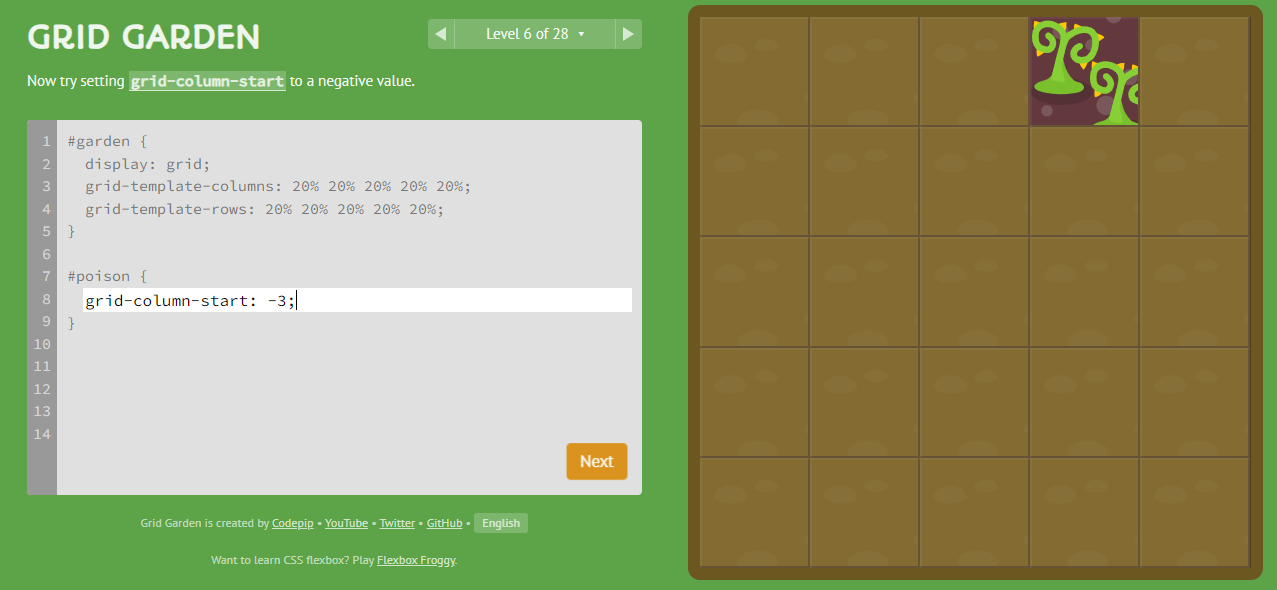 GRID GARDEN
Level 6 of 28
Now try setting grid-column-start to a negative value.
1 #garden {
2 display: grid;
3 grid-template-columns: 20% 20% 20% 20% 20%;
4 grid-template-rows: 20% 20% 20% 20% 20%;
5 }
6
7 #poison {
8 grid-column-start: -3;
9 }
10
11
12
13
14
Next
Grid Garden is created by Codepip • YouTube • Twitter • GitHub • English
Want to learn CSS flexbox? Play Flexbox Froggy.